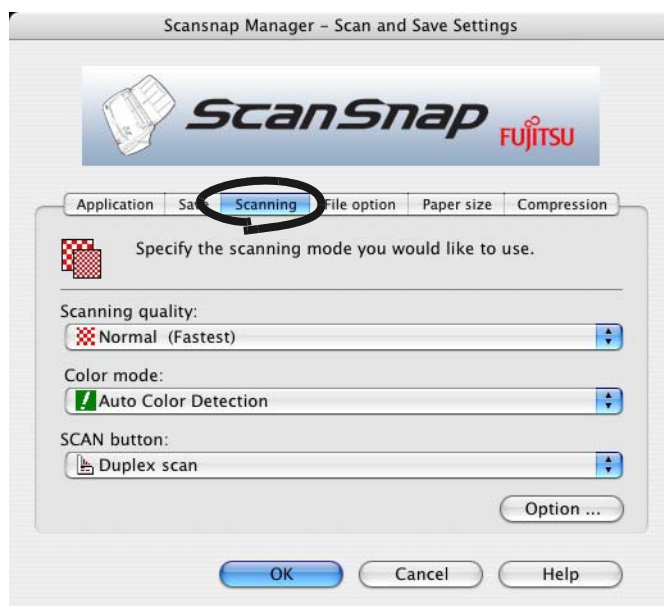 Scansnap Manager – Scan and Save Settings
ScanSnap
FUJITSU
Application Save Scanning File option Paper size Compression
Specify the scanning mode you would like to use.
Scanning quality:
Normal (Fastest)
Color mode:
Auto Color Detection
SCAN button:
Duplex scan
Option ...
OK Cancel Help